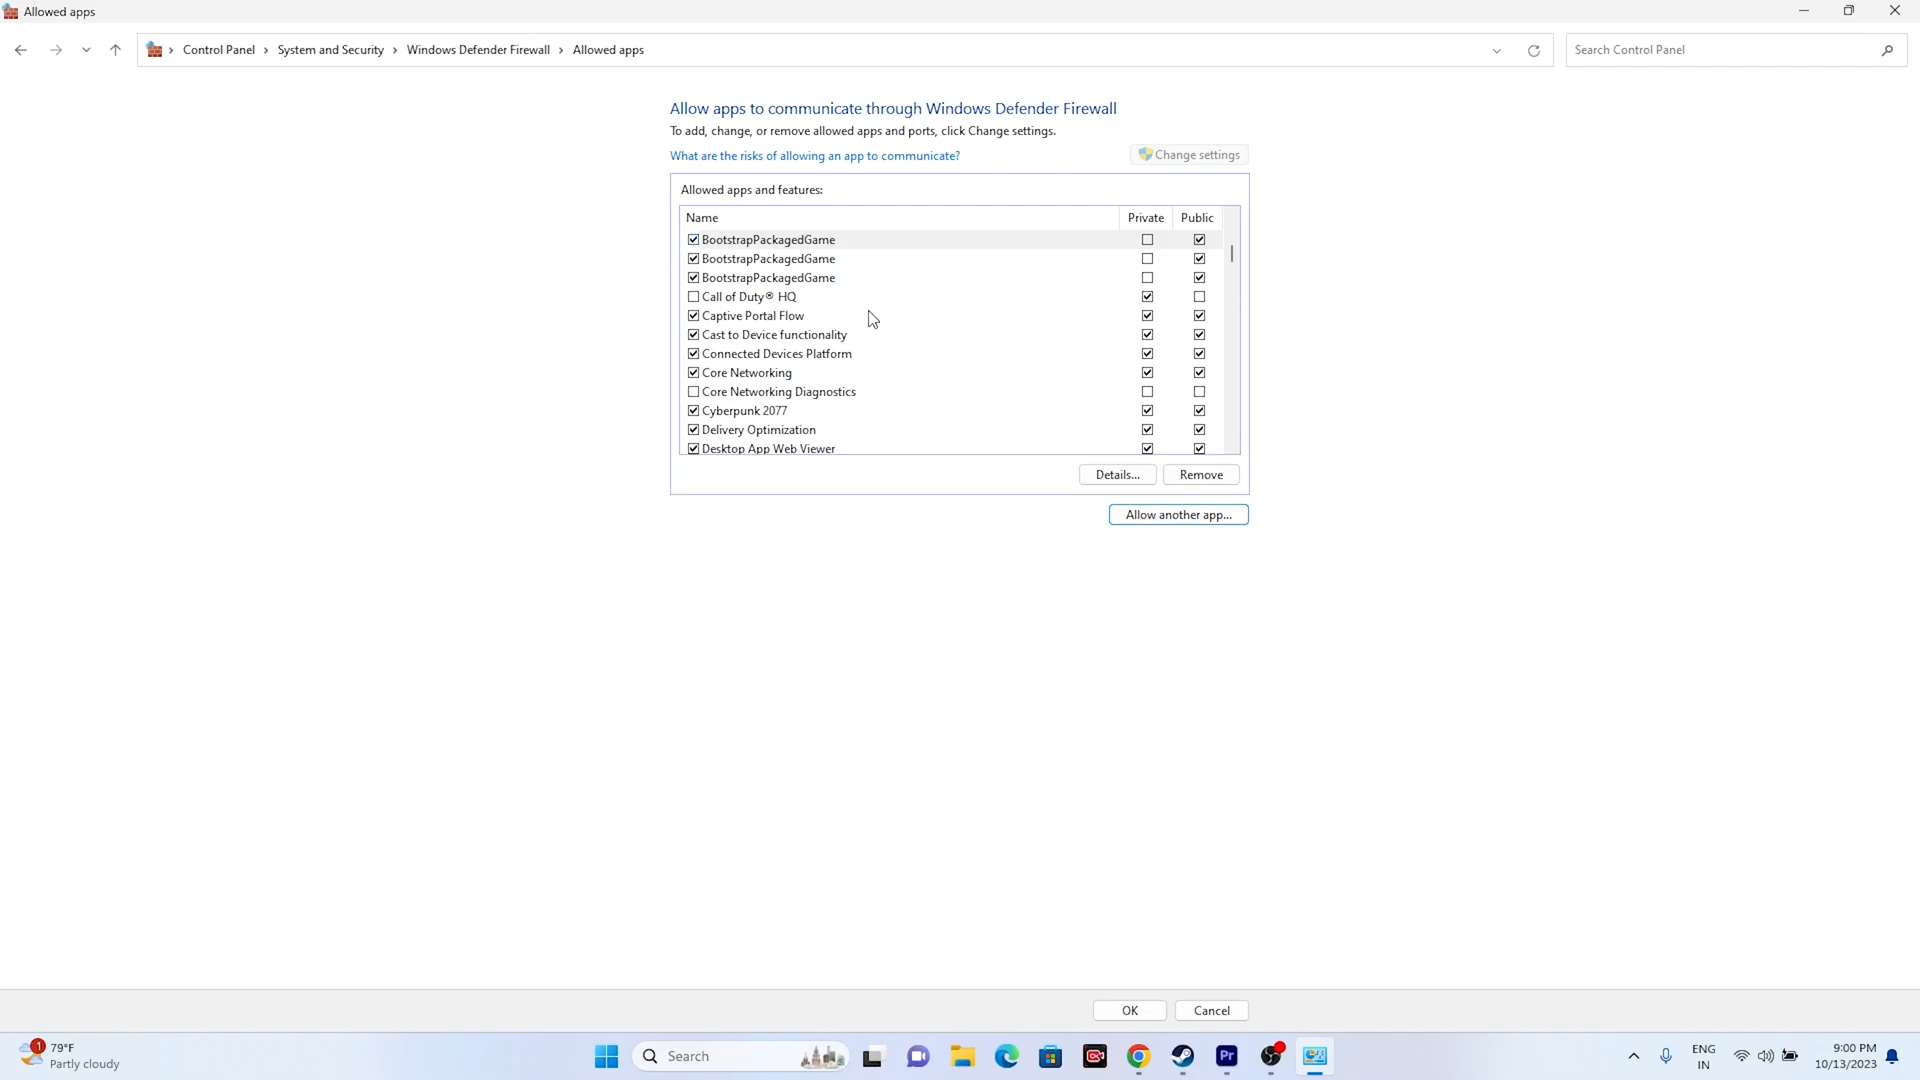 Allowed apps
Control Panel > System and Security > Windows Defender Firewall > Allowed apps
Search Control Panel
Allow apps to communicate through Windows Defender Firewall
To add, change, or remove allowed apps and ports, click Change settings.
What are the risks of allowing an app to communicate?
Change settings
Allowed apps and features:
Name Private Public
BootstrapPackagedGame
BootstrapPackagedGame
BootstrapPackagedGame
Call of Duty® HQ
Captive Portal Flow
Cast to Device functionality
Connected Devices Platform
Core Networking
Core Networking Diagnostics
Cyberpunk 2077
Delivery Optimization
Desktop App Web Viewer
Details... Remove
Allow another app...
OK Cancel
1 79°F
Partly cloudy
Search
Pr
ENG
IN
9:00 PM
10/13/2023